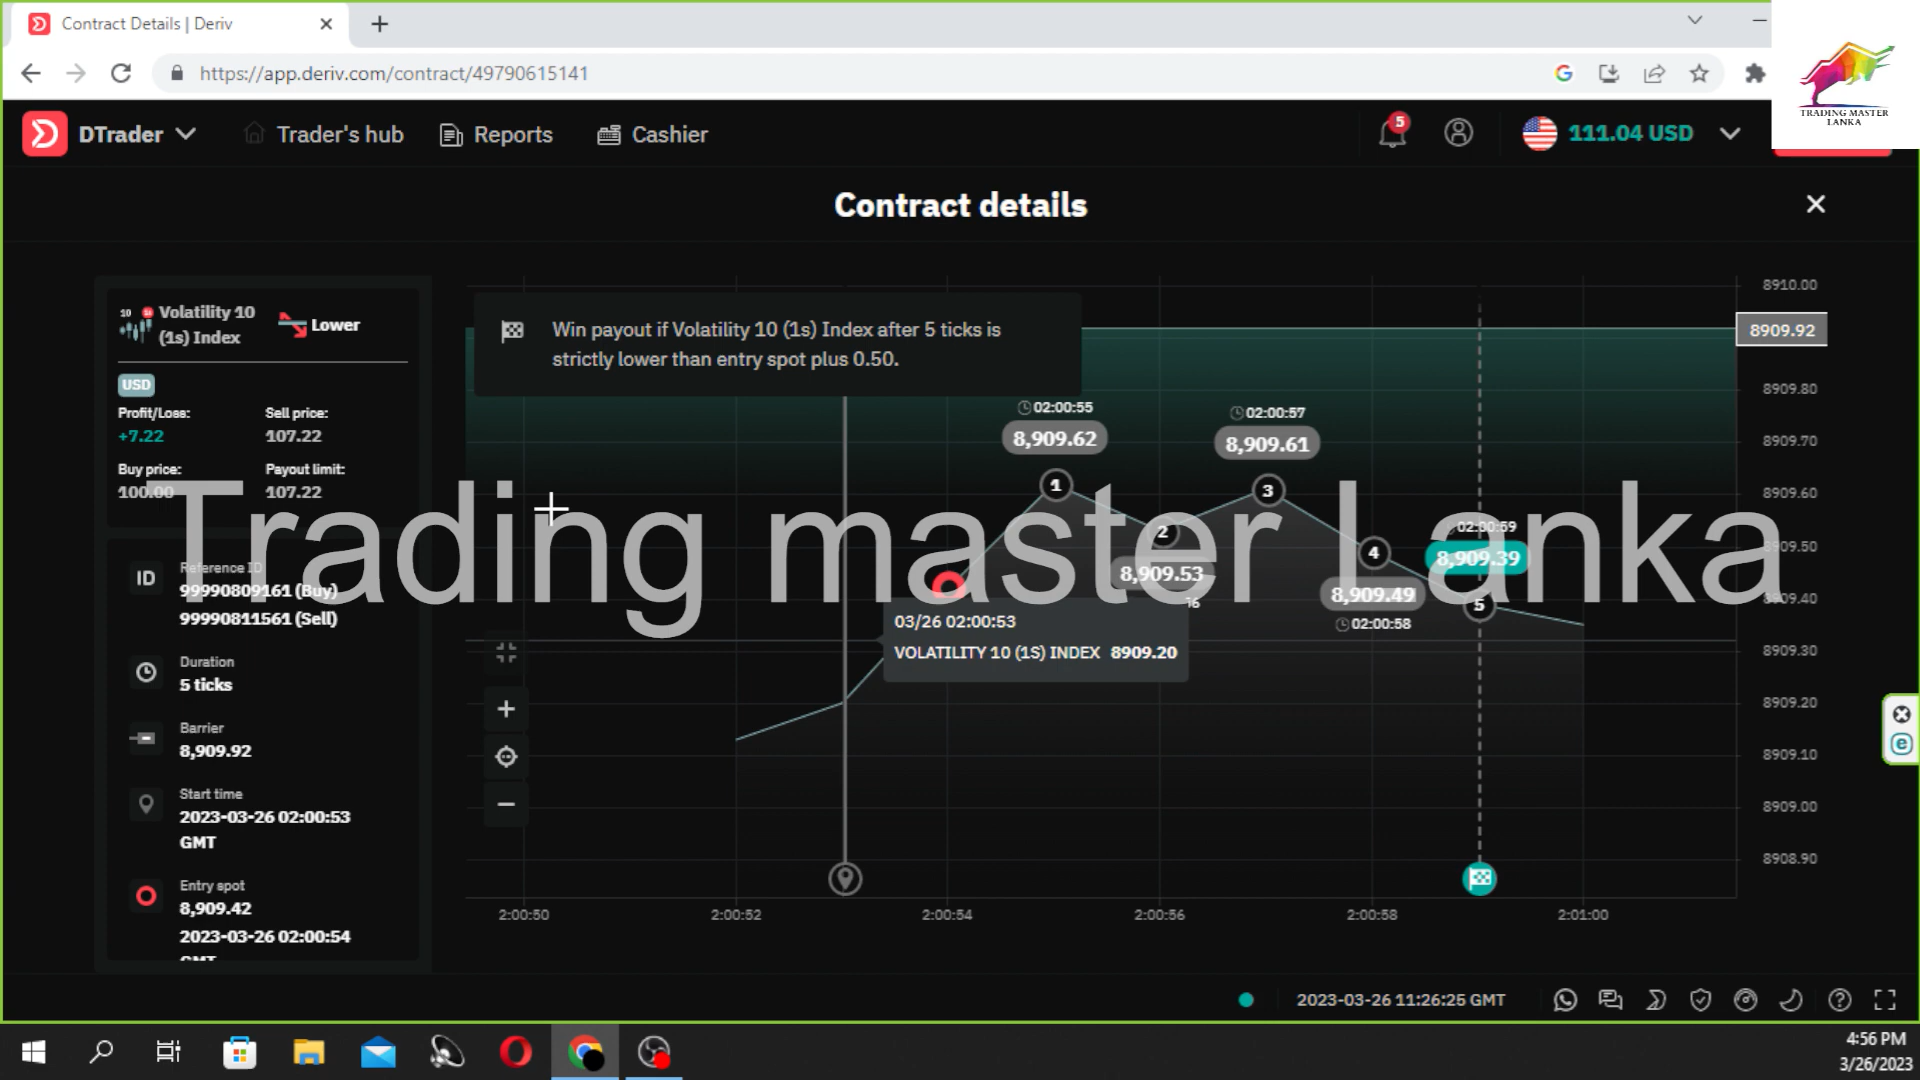 Contract Details | Deriv
https://app.deriv.com/contract/49790615141
TRADING MASTER
LANKA
DTrader
Trader's hub
Reports
Cashier
5
111.04 USD
Contract details
10
Volatility 10
(1s) Index
Lower
USD
Profit/Loss:
Sell price:
+7.22
107.22
Buy price:
Payout limit:
100.00
107.22
ID
Reference ID
99990809161 (Buy)
99990811561 (Sell)
Duration
5 ticks
Barrier
8,909.92
Start time
2023-03-26 02:00:53
GMT
Entry spot
8,909.42
2023-03-26 02:00:54
GMT
Win payout if Volatility 10 (1s) Index after 5 ticks is
strictly lower than entry spot plus 0.50.
02:00:55
8,909.62
1
2
8,909.53
02:00:57
8,909.61
3
4
8,909.49
02:00:58
02:00:59
8,909.39
5
03/26 02:00:53
VOLATILITY 10 (1S) INDEX 8909.20
Trading master Lanka
8910.00
8909.92
8909.80
8909.70
8909.60
8909.50
8909.40
8909.30
8909.20
8909.10
8909.00
8908.90
2:00:50
2:00:52
2:00:54
2:00:56
2:00:58
2:01:00
2023-03-26 11:26:25 GMT
4:56 PM
3/26/2023